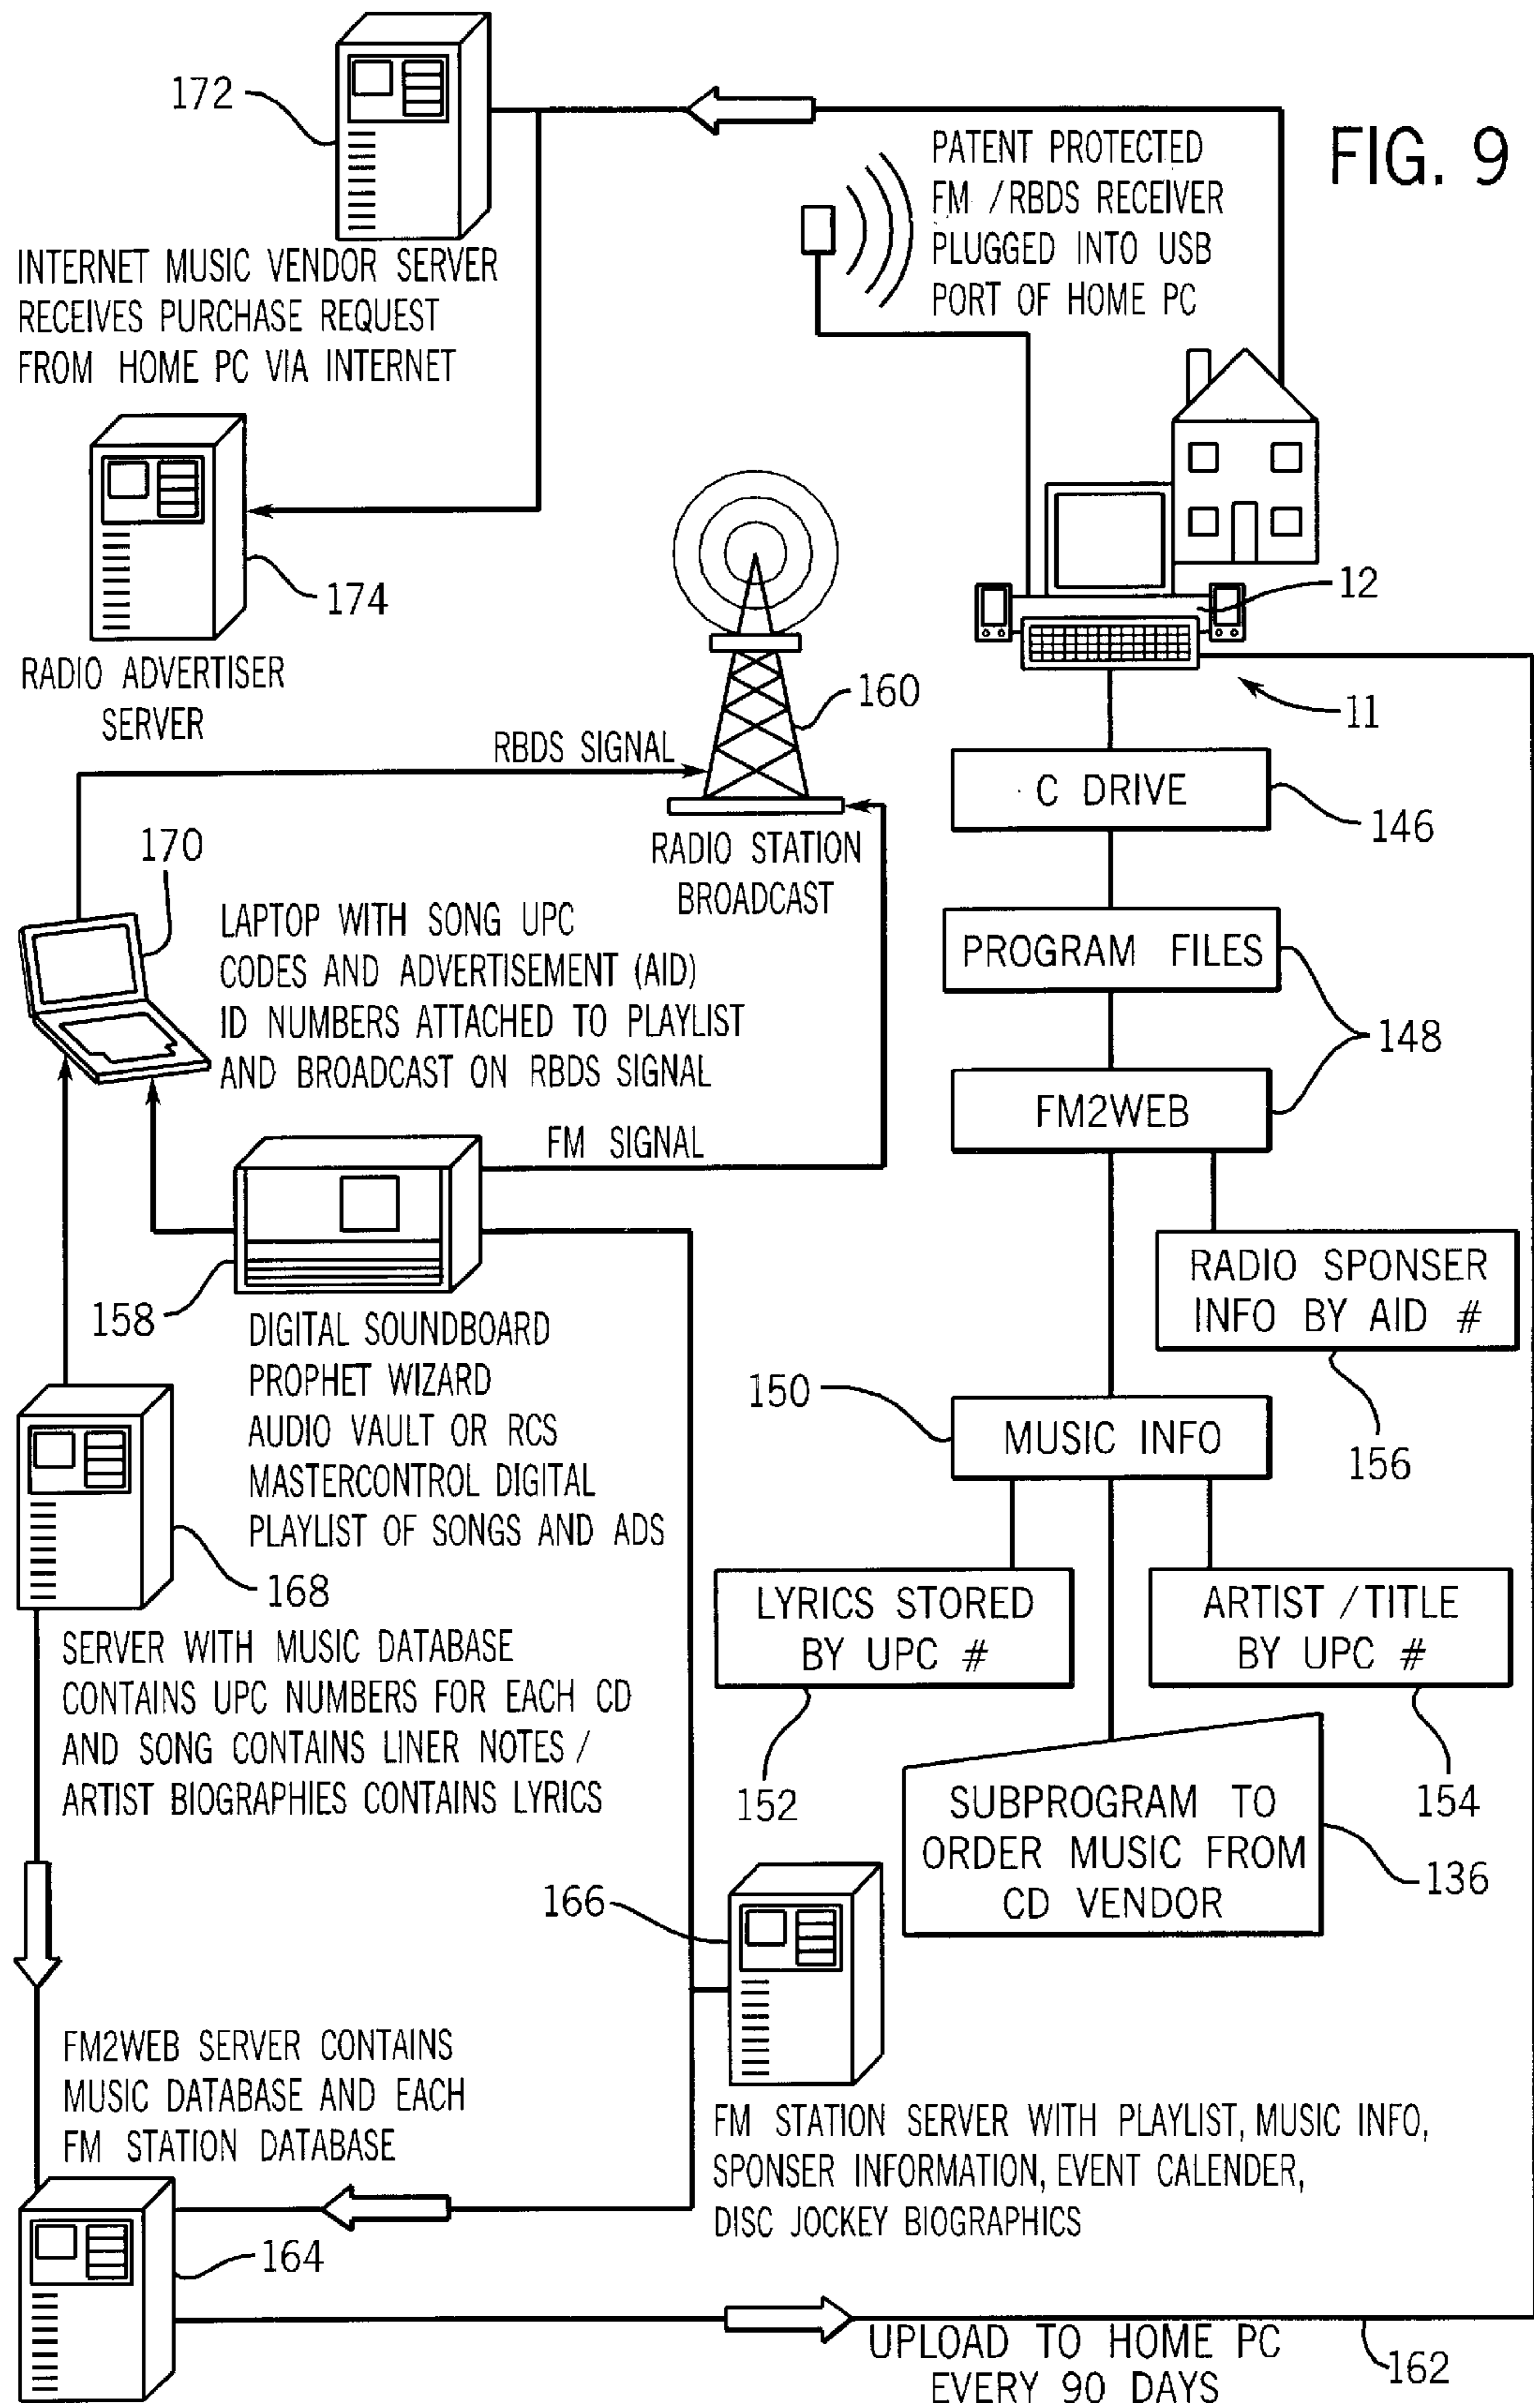 FIG. 9
172
PATENT PROTECTED
FM / RBDS RECEIVER
PLUGGED INTO USB
PORT OF HOME PC
INTERNET MUSIC VENDOR SERVER
RECEIVES PURCHASE REQUEST
FROM HOME PC VIA INTERNET
174
RADIO ADVERTISER
SERVER
12
11
160
RBDS SIGNAL
RADIO STATION
BROADCAST
C DRIVE
146
170
LAPTOP WITH SONG UPC
CODES AND ADVERTISEMENT (AID)
ID NUMBERS ATTACHED TO PLAYLIST
AND BROADCAST ON RBDS SIGNAL
PROGRAM FILES
148
FM2WEB
FM SIGNAL
158
DIGITAL SOUNDBOARD
PROPHET WIZARD
AUDIO VAULT OR RCS
MASTERCONTROL DIGITAL
PLAYLIST OF SONGS AND ADS
RADIO SPONSER
INFO BY AID #
156
150
MUSIC INFO
168
SERVER WITH MUSIC DATABASE
CONTAINS UPC NUMBERS FOR EACH CD
AND SONG CONTAINS LINER NOTES /
ARTIST BIOGRAPHIES CONTAINS LYRICS
LYRICS STORED
BY UPC #
152
ARTIST / TITLE
BY UPC #
154
SUBPROGRAM TO
ORDER MUSIC FROM
CD VENDOR
136
166
FM2WEB SERVER CONTAINS
MUSIC DATABASE AND EACH
FM STATION DATABASE
FM STATION SERVER WITH PLAYLIST, MUSIC INFO,
SPONSER INFORMATION, EVENT CALENDER,
DISC JOCKEY BIOGRAPHICS
164
UPLOAD TO HOME PC
EVERY 90 DAYS
162